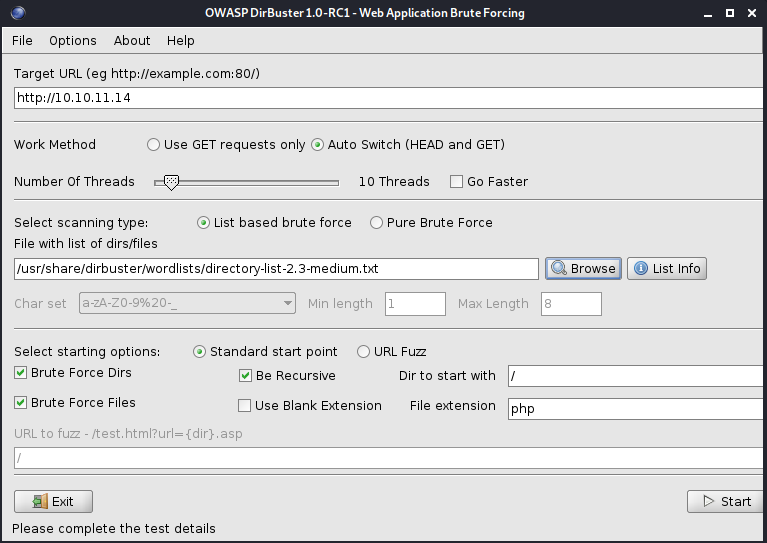 OWASP DirBuster 1.0-RC1 - Web Application Brute Forcing
File Options About Help
Target URL (eg http://example.com:80/)
http://10.10.11.14
Work Method Use GET requests only Auto Switch (HEAD and GET)
Number Of Threads 10 Threads Go Faster
Select scanning type: List based brute force Pure Brute Force
File with list of dirs/files
/usr/share/dirbuster/wordlists/directory-list-2.3-medium.txt Browse List Info
Char set a-zA-Z0-9%20-_ Min length 1 Max Length 8
Select starting options: Standard start point URL Fuzz
Brute Force Dirs Be Recursive Dir to start with /
Brute Force Files Use Blank Extension File extension php
URL to fuzz - /test.html?url={dir}.asp
/
Exit Start
Please complete the test details